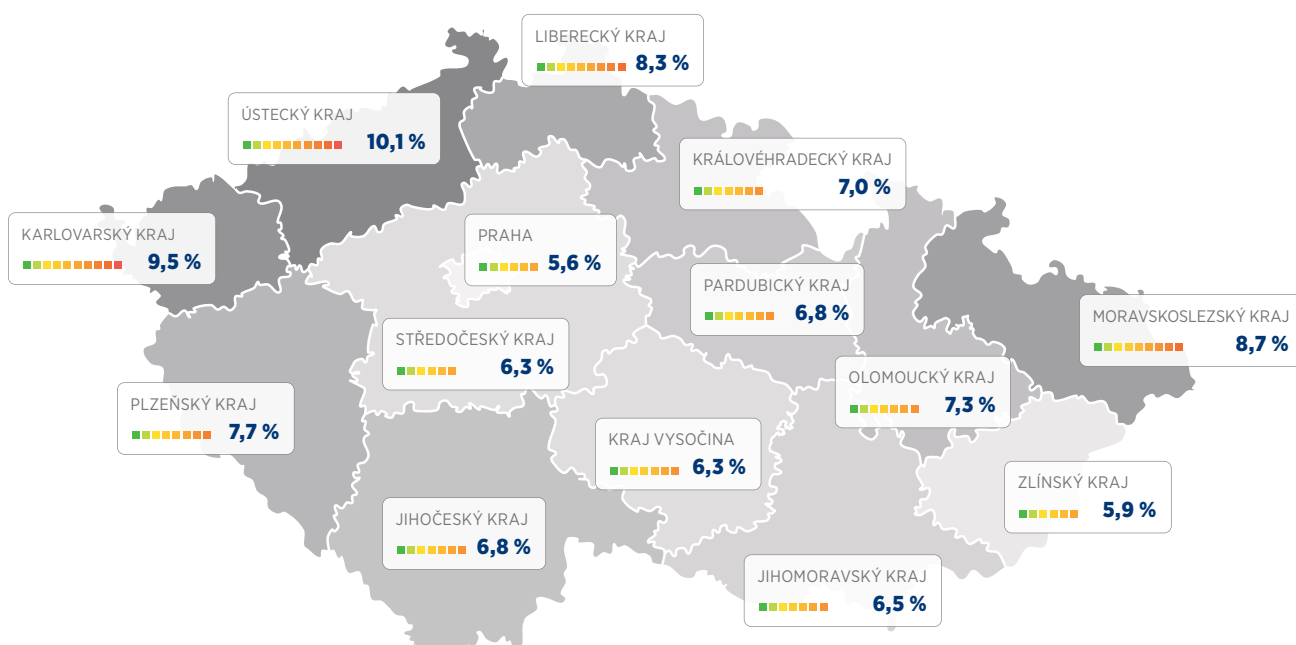 LIBERECKÝ KRAJ
8,3 %
ÚSTECKÝ KRAJ
10,1 %
KRÁLOVÉHRADECKÝ KRAJ
7,0 %
KARLOVARSKÝ KRAJ
9,5 %
PRAHA
5,6 %
PARDUBICKÝ KRAJ
6,8 %
MORAVSKOSLEZSKÝ KRAJ
8,7 %
STŘEDOČESKÝ KRAJ
6,3 %
OLOMOUCKÝ KRAJ
7,3 %
PLZEŇSKÝ KRAJ
7,7 %
KRAJ VYSOČINA
6,3 %
ZLÍNSKÝ KRAJ
5,9 %
JIHOČESKÝ KRAJ
6,8 %
JIHOMORAVSKÝ KRAJ
6,5 %